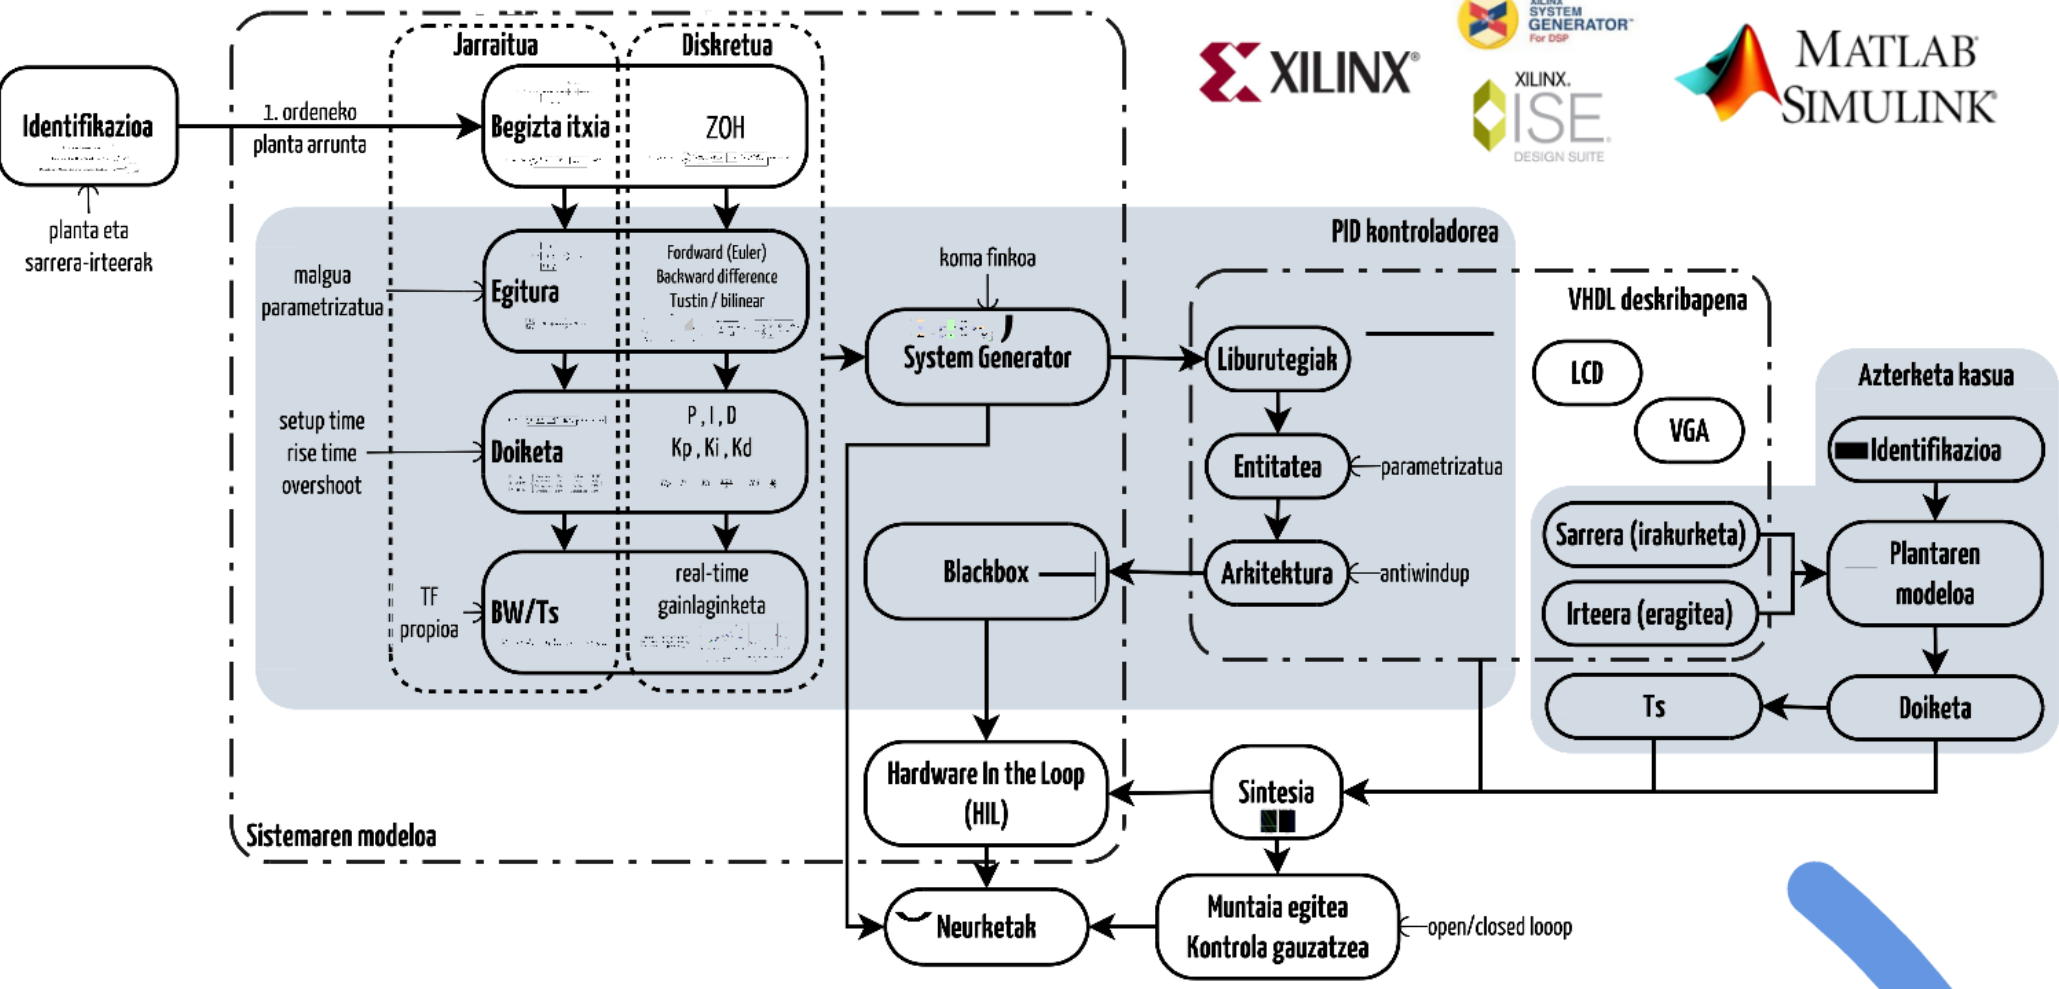 Jarraitua
Diskretua
Identifikazioa
1. ordeneko
planta arrunta
Begizta itxia
ZOH
planta eta
sarrera-irteerak
XILINX®
XILINX
SYSTEM
GENERATOR™
For DSP
XILINX.
ISE.
DESIGN SUITE
MATLAB®
SIMULINK®
PID kontroladorea
malgua
parametrizatua
Egitura
Fordward (Euler)
Backward difference
Tustin / bilinear
koma finkoa
System Generator
VHDL deskribapena
Liburutegiak
LCD
VGA
Azterketa kasua
Identifikazioa
setup time
rise time
overshoot
Doiketa
P , I , D
Kp , Ki , Kd
Entitatea
parametrizatua
Sarrera (irakurketa)
Plantaren
modeloa
Blackbox
Arkitektura
antiwindup
Irteera (eragitea)
TF
propioa
BW/Ts
real-time
gainlaginketa
Ts
Doiketa
Hardware In the Loop
(HIL)
Sintesia
Sistemaren modeloa
Neurketak
Muntaia egitea
Kontrola gauzatzea
open/closed looop